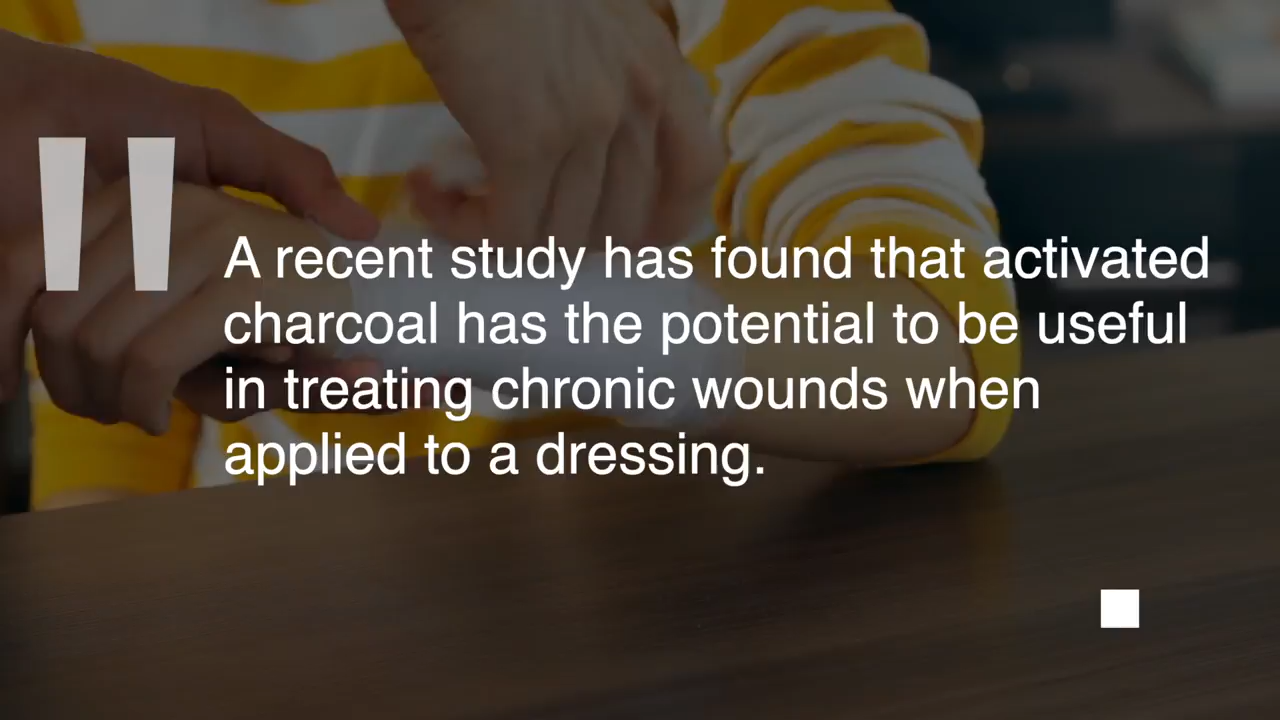 "
A recent study has found that activated
charcoal has the potential to be useful
in treating chronic wounds when
applied to a dressing.